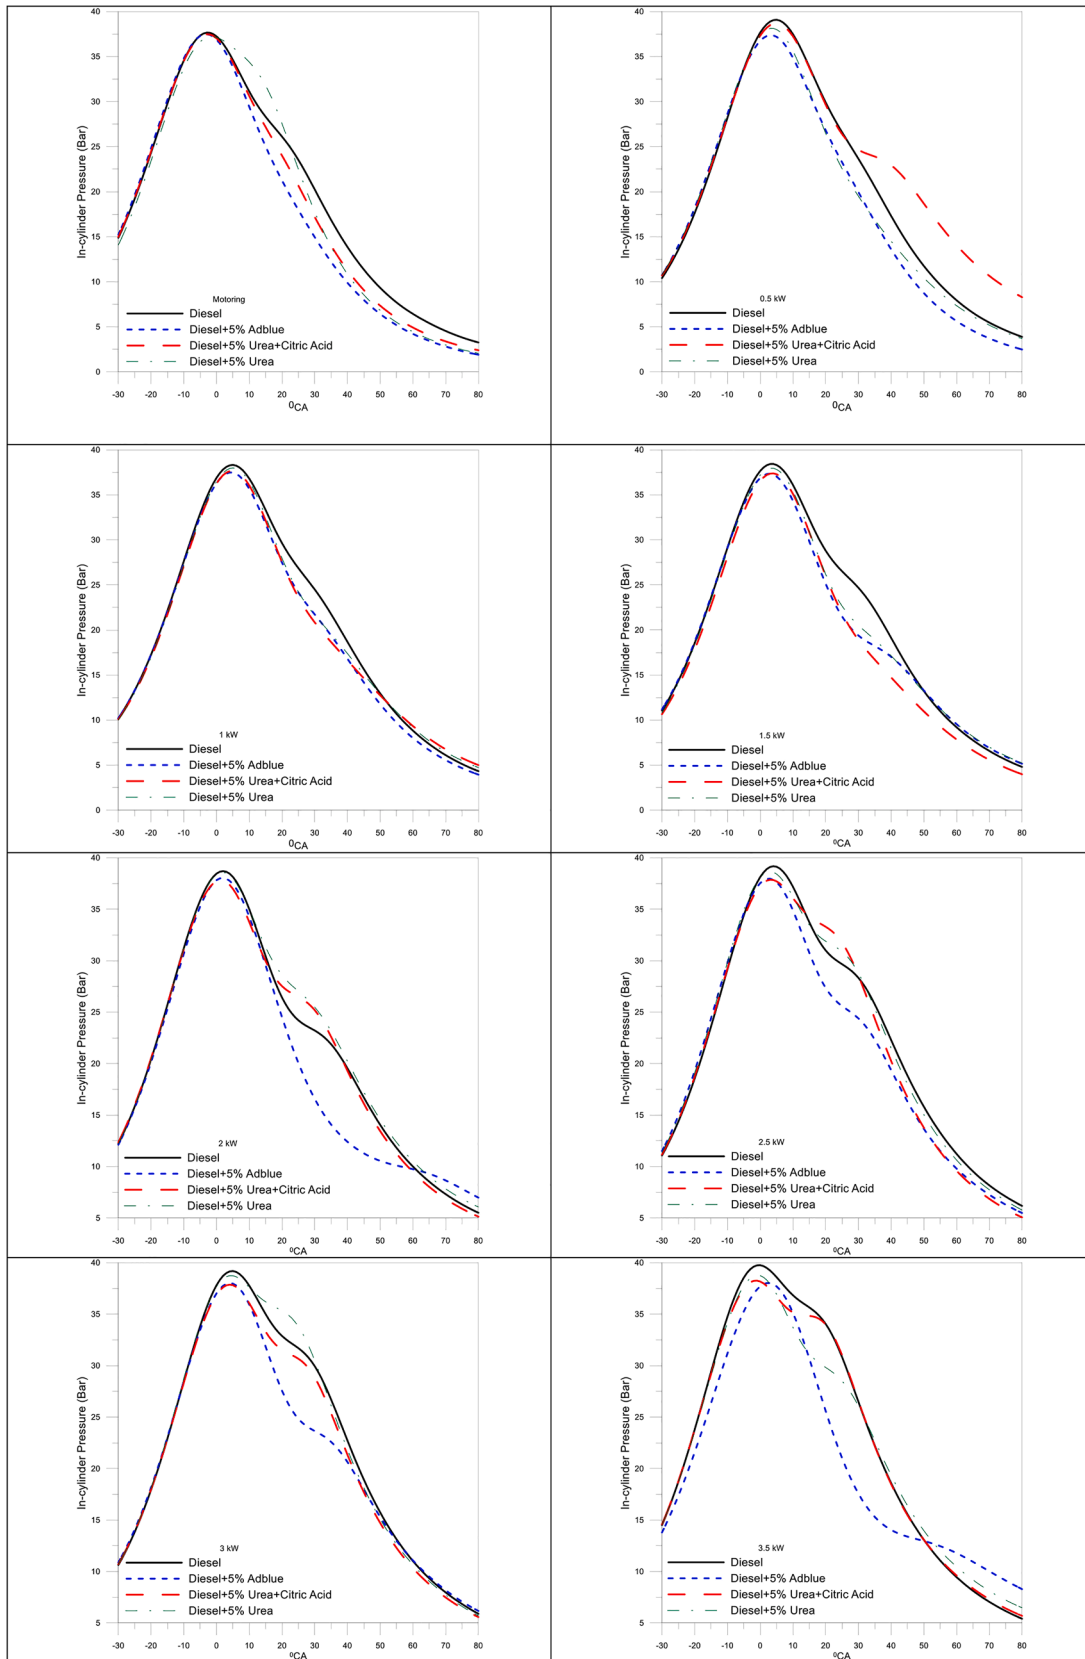 40
35
30
25
20
15
10
5
0
In-cylinder Pressure (Bar)
Motoring
Diesel
Diesel+5% Adblue
Diesel+5% Urea+Citric Acid
Diesel+5% Urea
-30 -20 -10 0 10 20 30 40 50 60 70 80
0CA
40
35
30
25
20
15
10
5
0
In-cylinder Pressure (Bar)
0.5 kW
Diesel
Diesel+5% Adblue
Diesel+5% Urea+Citric Acid
Diesel+5% Urea
-30 -20 -10 0 10 20 30 40 50 60 70 80
0CA
40
35
30
25
20
15
10
5
0
In-cylinder Pressure (Bar)
1 kW
Diesel
Diesel+5% Adblue
Diesel+5% Urea+Citric Acid
Diesel+5% Urea
-30 -20 -10 0 10 20 30 40 50 60 70 80
0CA
40
35
30
25
20
15
10
5
0
In-cylinder Pressure (Bar)
1.5 kW
Diesel
Diesel+5% Adblue
Diesel+5% Urea+Citric Acid
Diesel+5% Urea
-30 -20 -10 0 10 20 30 40 50 60 70 80
⁰CA
40
35
30
25
20
15
10
5
In-cylinder Pressure (Bar)
2 kW
Diesel
Diesel+5% Adblue
Diesel+5% Urea+Citric Acid
Diesel+5% Urea
-30 -20 -10 0 10 20 30 40 50 60 70 80
⁰CA
40
35
30
25
20
15
10
5
In-cylinder Pressure (Bar)
2.5 kW
Diesel
Diesel+5% Adblue
Diesel+5% Urea+Citric Acid
Diesel+5% Urea
-30 -20 -10 0 10 20 30 40 50 60 70 80
⁰CA
40
35
30
25
20
15
10
5
In-cylinder Pressure (Bar)
3 kW
Diesel
Diesel+5% Adblue
Diesel+5% Urea+Citric Acid
Diesel+5% Urea
-30 -20 -10 0 10 20 30 40 50 60 70 80
⁰CA
40
35
30
25
20
15
10
5
In-cylinder Pressure (Bar)
3.5 kW
Diesel
Diesel+5% Adblue
Diesel+5% Urea+Citric Acid
Diesel+5% Urea
-30 -20 -10 0 10 20 30 40 50 60 70 80
⁰CA